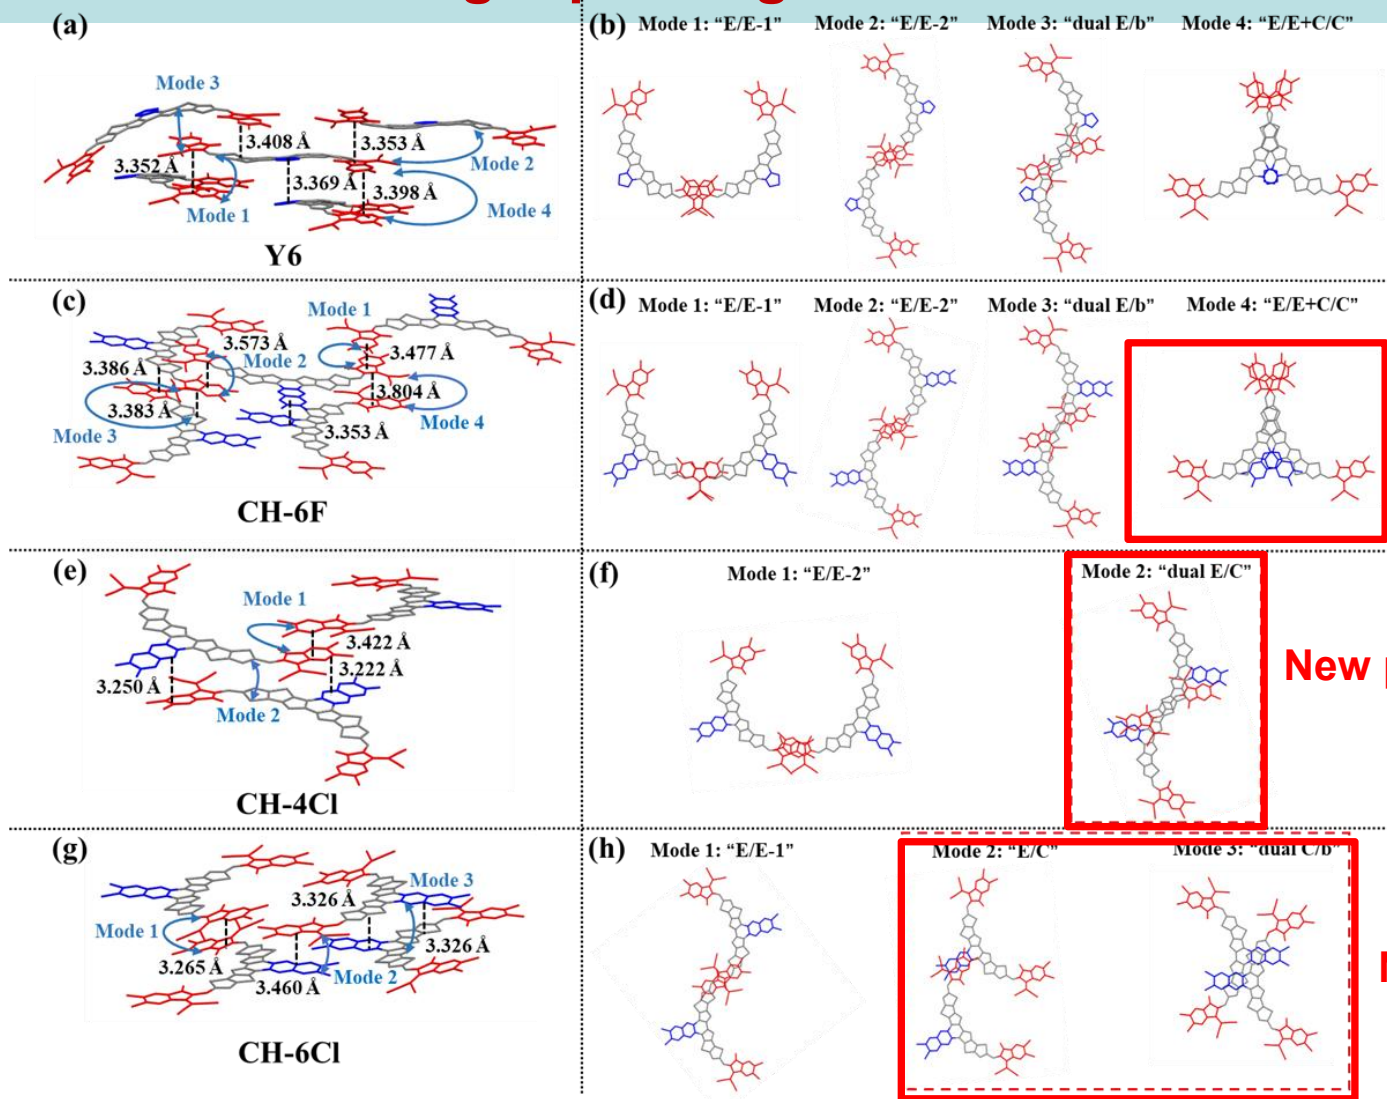 (a)
Mode 3
3.408 Å
3.353 Å
3.352 Å
Mode 2
3.369 Å
3.398 Å
Mode 1
Mode 4
Y6
(b) Mode 1: “E/E-1” Mode 2: “E/E-2” Mode 3: “dual E/b” Mode 4: “E/E+C/C”
(c)
Mode 1
3.573 Å
Mode 2
3.477 Å
3.386 Å
3.804 Å
3.383 Å
Mode 4
3.353 Å
Mode 3
CH-6F
(d) Mode 1: “E/E-1” Mode 2: “E/E-2” Mode 3: “dual E/b” Mode 4: “E/E+C/C”
(e)
Mode 1
3.422 Å
3.222 Å
3.250 Å
Mode 2
CH-4Cl
(f) Mode 1: “E/E-2” Mode 2: “dual E/C”
New
(g)
Mode 3
3.326 Å
Mode 1
3.326 Å
3.265 Å
Mode 2
3.460 Å
CH-6Cl
(h) Mode 1: “E/E-1” Mode 2: “E/C” Mode 3: “dual C/b”